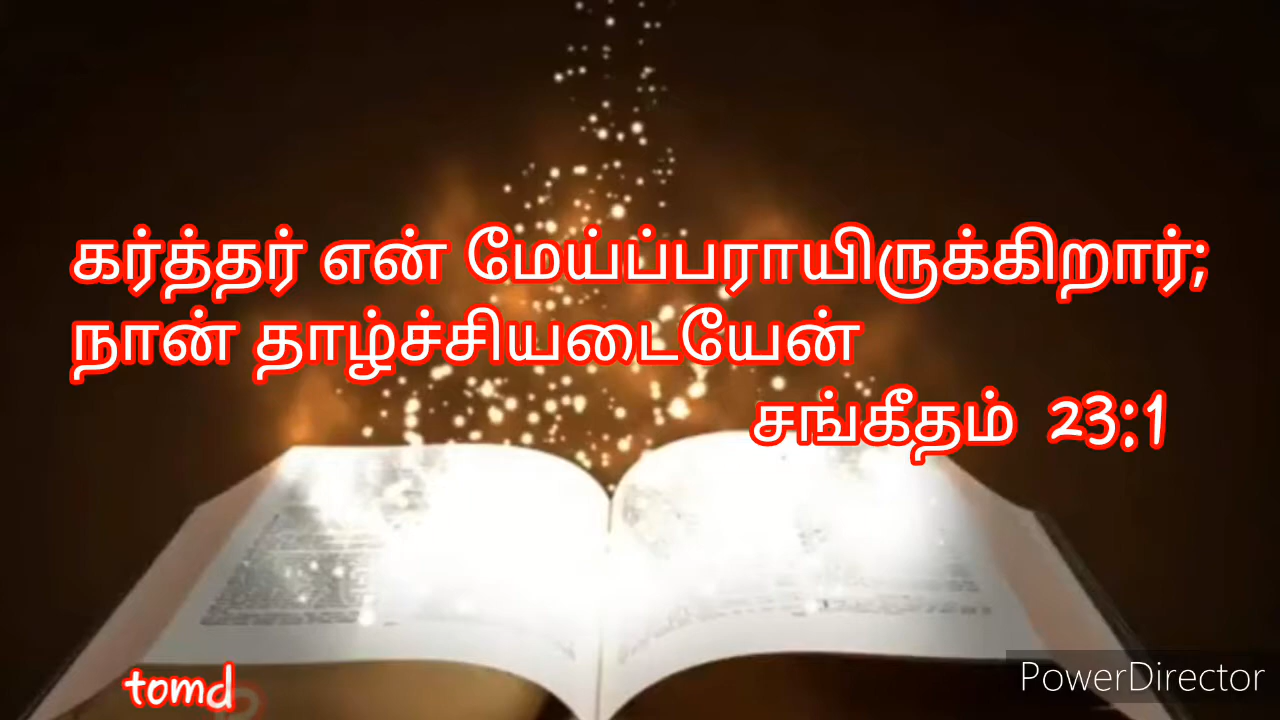 கர்த்தர் என் மேய்ப்பராயிருக்கிறார்;
நான் தாழ்ச்சியடையேன்
சங்கீதம் 23:1
tomd
PowerDirector